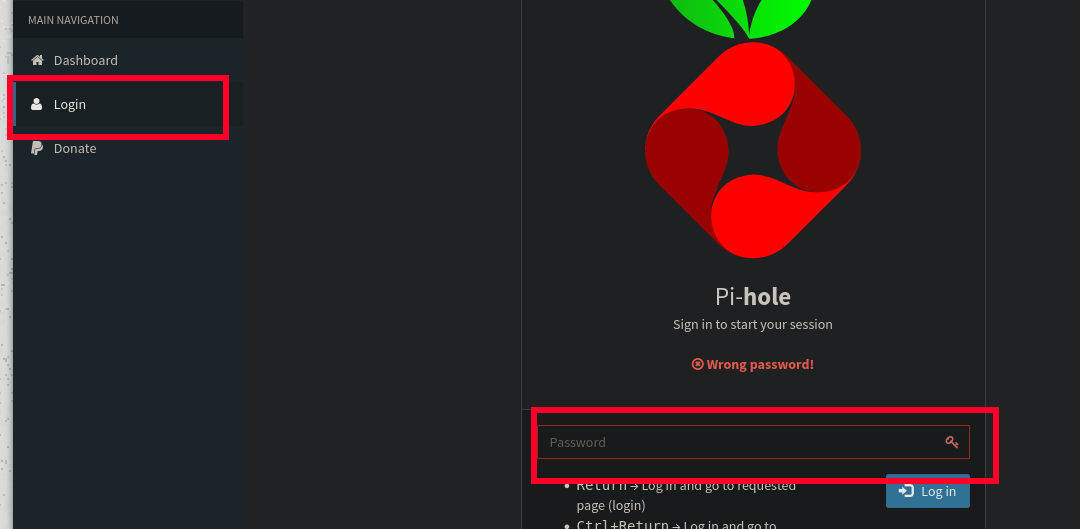 MAIN NAVIGATION
Dashboard
Login
Donate
Pi-hole
Sign in to start your session
Wrong password!
Password
Return → Log in and go to requested
page (login)
Log in
Ctrl+Return → Log in and go to